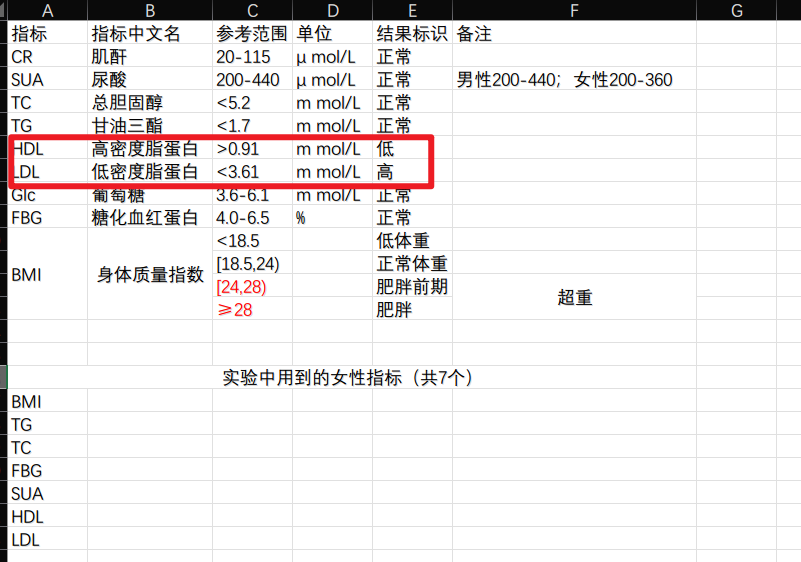 A B C D E F G
指标 指标中文名 参考范围 单位 结果标识 备注
CR 肌酐 20-115 μ mol/L 正常
SUA 尿酸 200-440 μ mol/L 正常 男性200-440；女性200-360
TC 总胆固醇 <5.2 m mol/L 正常
TG 甘油三酯 <1.7 m mol/L 正常
HDL 高密度脂蛋白 >0.91 m mol/L 低
LDL 低密度脂蛋白 <3.61 m mol/L 高
Glc 葡萄糖 3.6-6.1 m mol/L 正常
FBG 糖化血红蛋白 4.0-6.5 % 正常
BMI 身体质量指数 <18.5 低体重
[18.5,24) 正常体重
[24,28) 肥胖前期 超重
≥28 肥胖
实验中用到的女性指标（共7个）
BMI
TG
TC
FBG
SUA
HDL
LDL